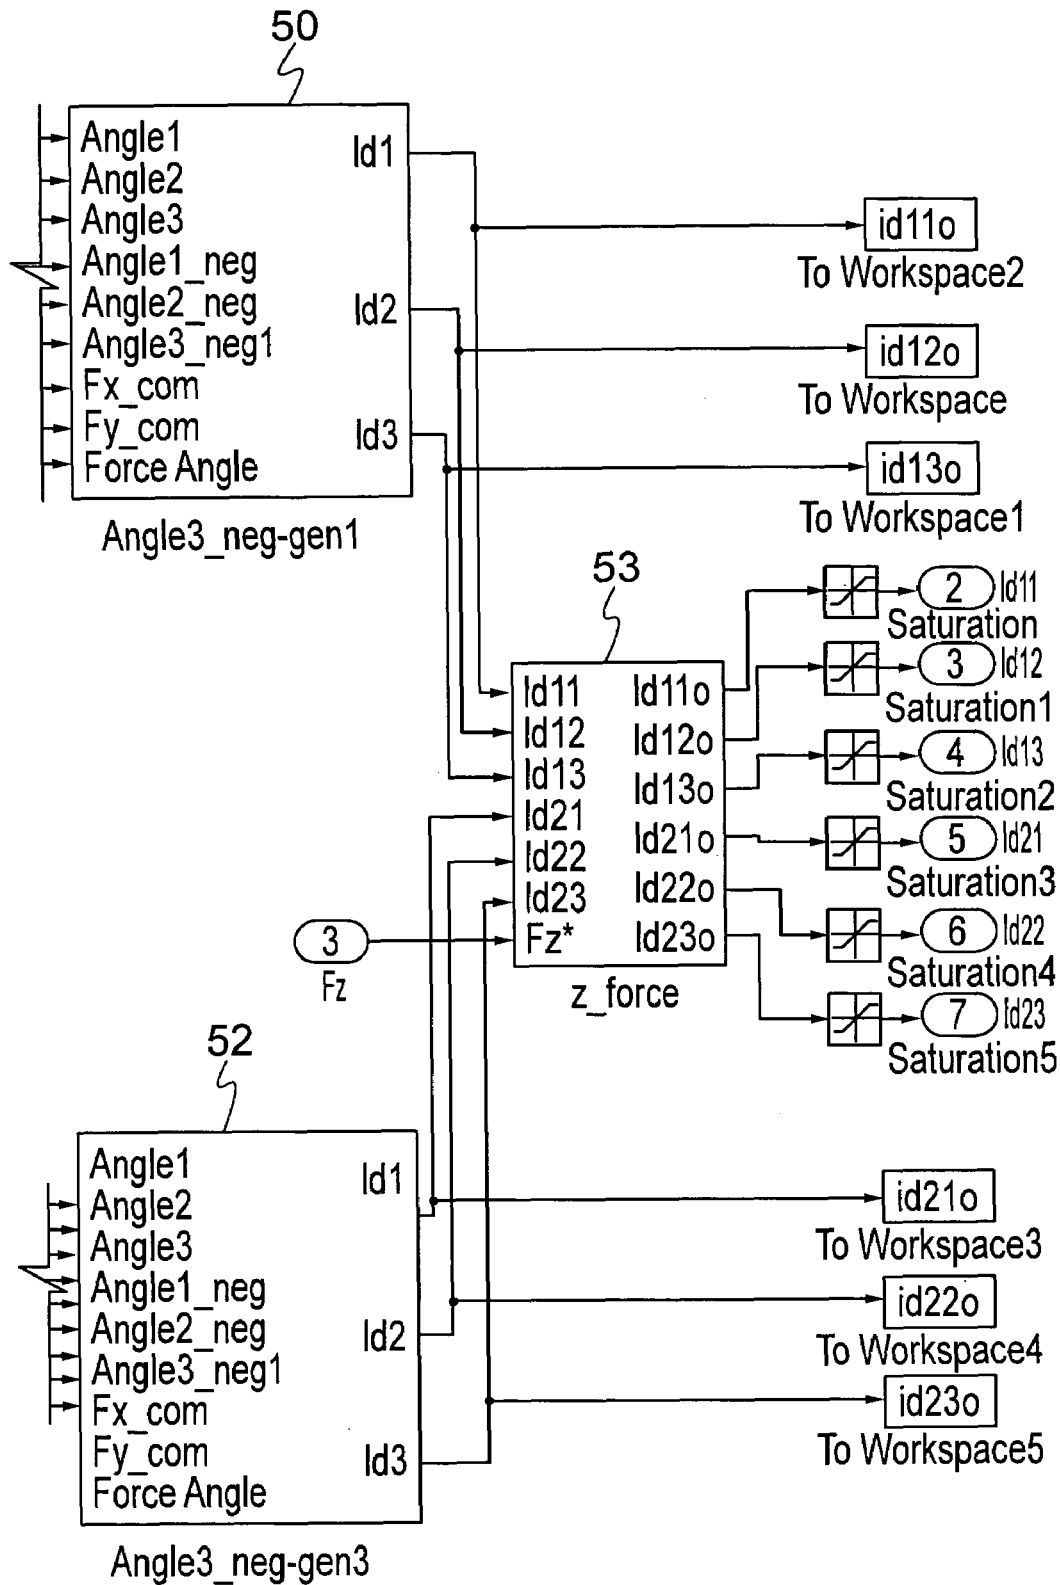 50
Angle1
Angle2
Angle3
Angle1_neg
Angle2_neg
Angle3_neg1
Fx_com
Fy_com
Force Angle
Id1
Id2
Id3
Angle3_neg-gen1
id11o
To Workspace2
id12o
To Workspace
id13o
To Workspace1
53
Id11
Id12
Id13
Id21
Id22
Id23
Fz*
Id11o
Id12o
Id13o
Id21o
Id22o
Id23o
z_force
3
Fz
2 Id11
Saturation
3 Id12
Saturation1
4 Id13
Saturation2
5 Id21
Saturation3
6 Id22
Saturation4
7 Id23
Saturation5
52
Angle1
Angle2
Angle3
Angle1_neg
Angle2_neg
Angle3_neg1
Fx_com
Fy_com
Force Angle
Id1
Id2
Id3
Angle3_neg-gen3
id21o
To Workspace3
id22o
To Workspace4
id23o
To Workspace5